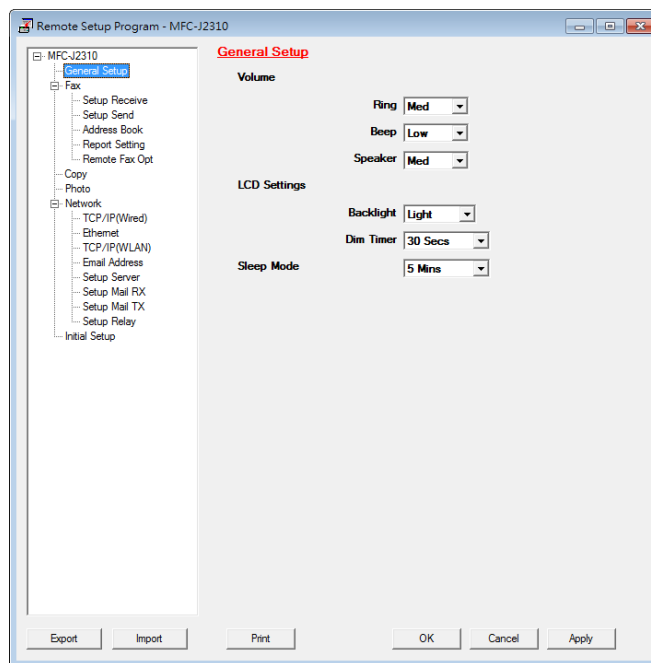 Remote Setup Program - MFC-J2310
MFC-J2310
General Setup
Fax
Setup Receive
Setup Send
Address Book
Report Setting
Remote Fax Opt
Copy
Photo
Network
TCP/IP(Wired)
Ethernet
TCP/IP(WLAN)
Email Address
Setup Server
Setup Mail RX
Setup Mail TX
Setup Relay
Initial Setup
General Setup
Volume
Ring Med
Beep Low
Speaker Med
LCD Settings
Backlight Light
Dim Timer 30 Secs
Sleep Mode 5 Mins
Export Import Print OK Cancel Apply